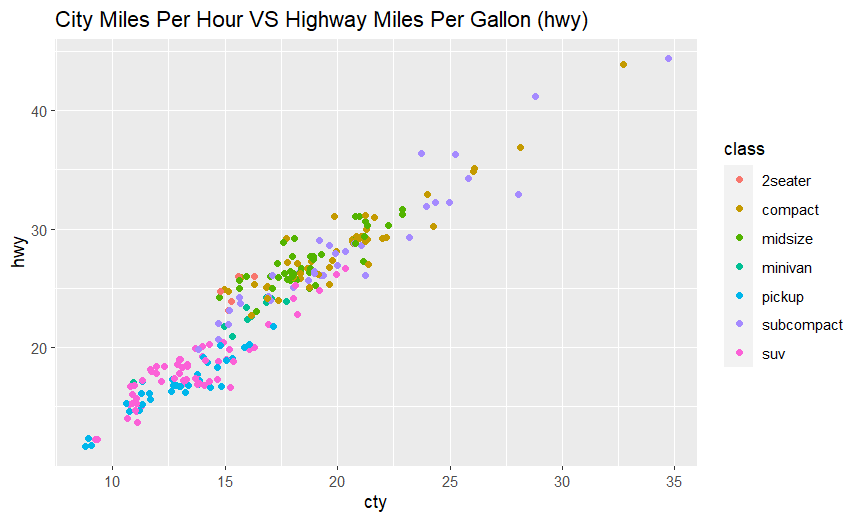 City Miles Per Hour VS Highway Miles Per Gallon (hwy)
hwy
40
30
20
10 15 20 25 30 35
cty
class
2seater
compact
midsize
minivan
pickup
subcompact
suv